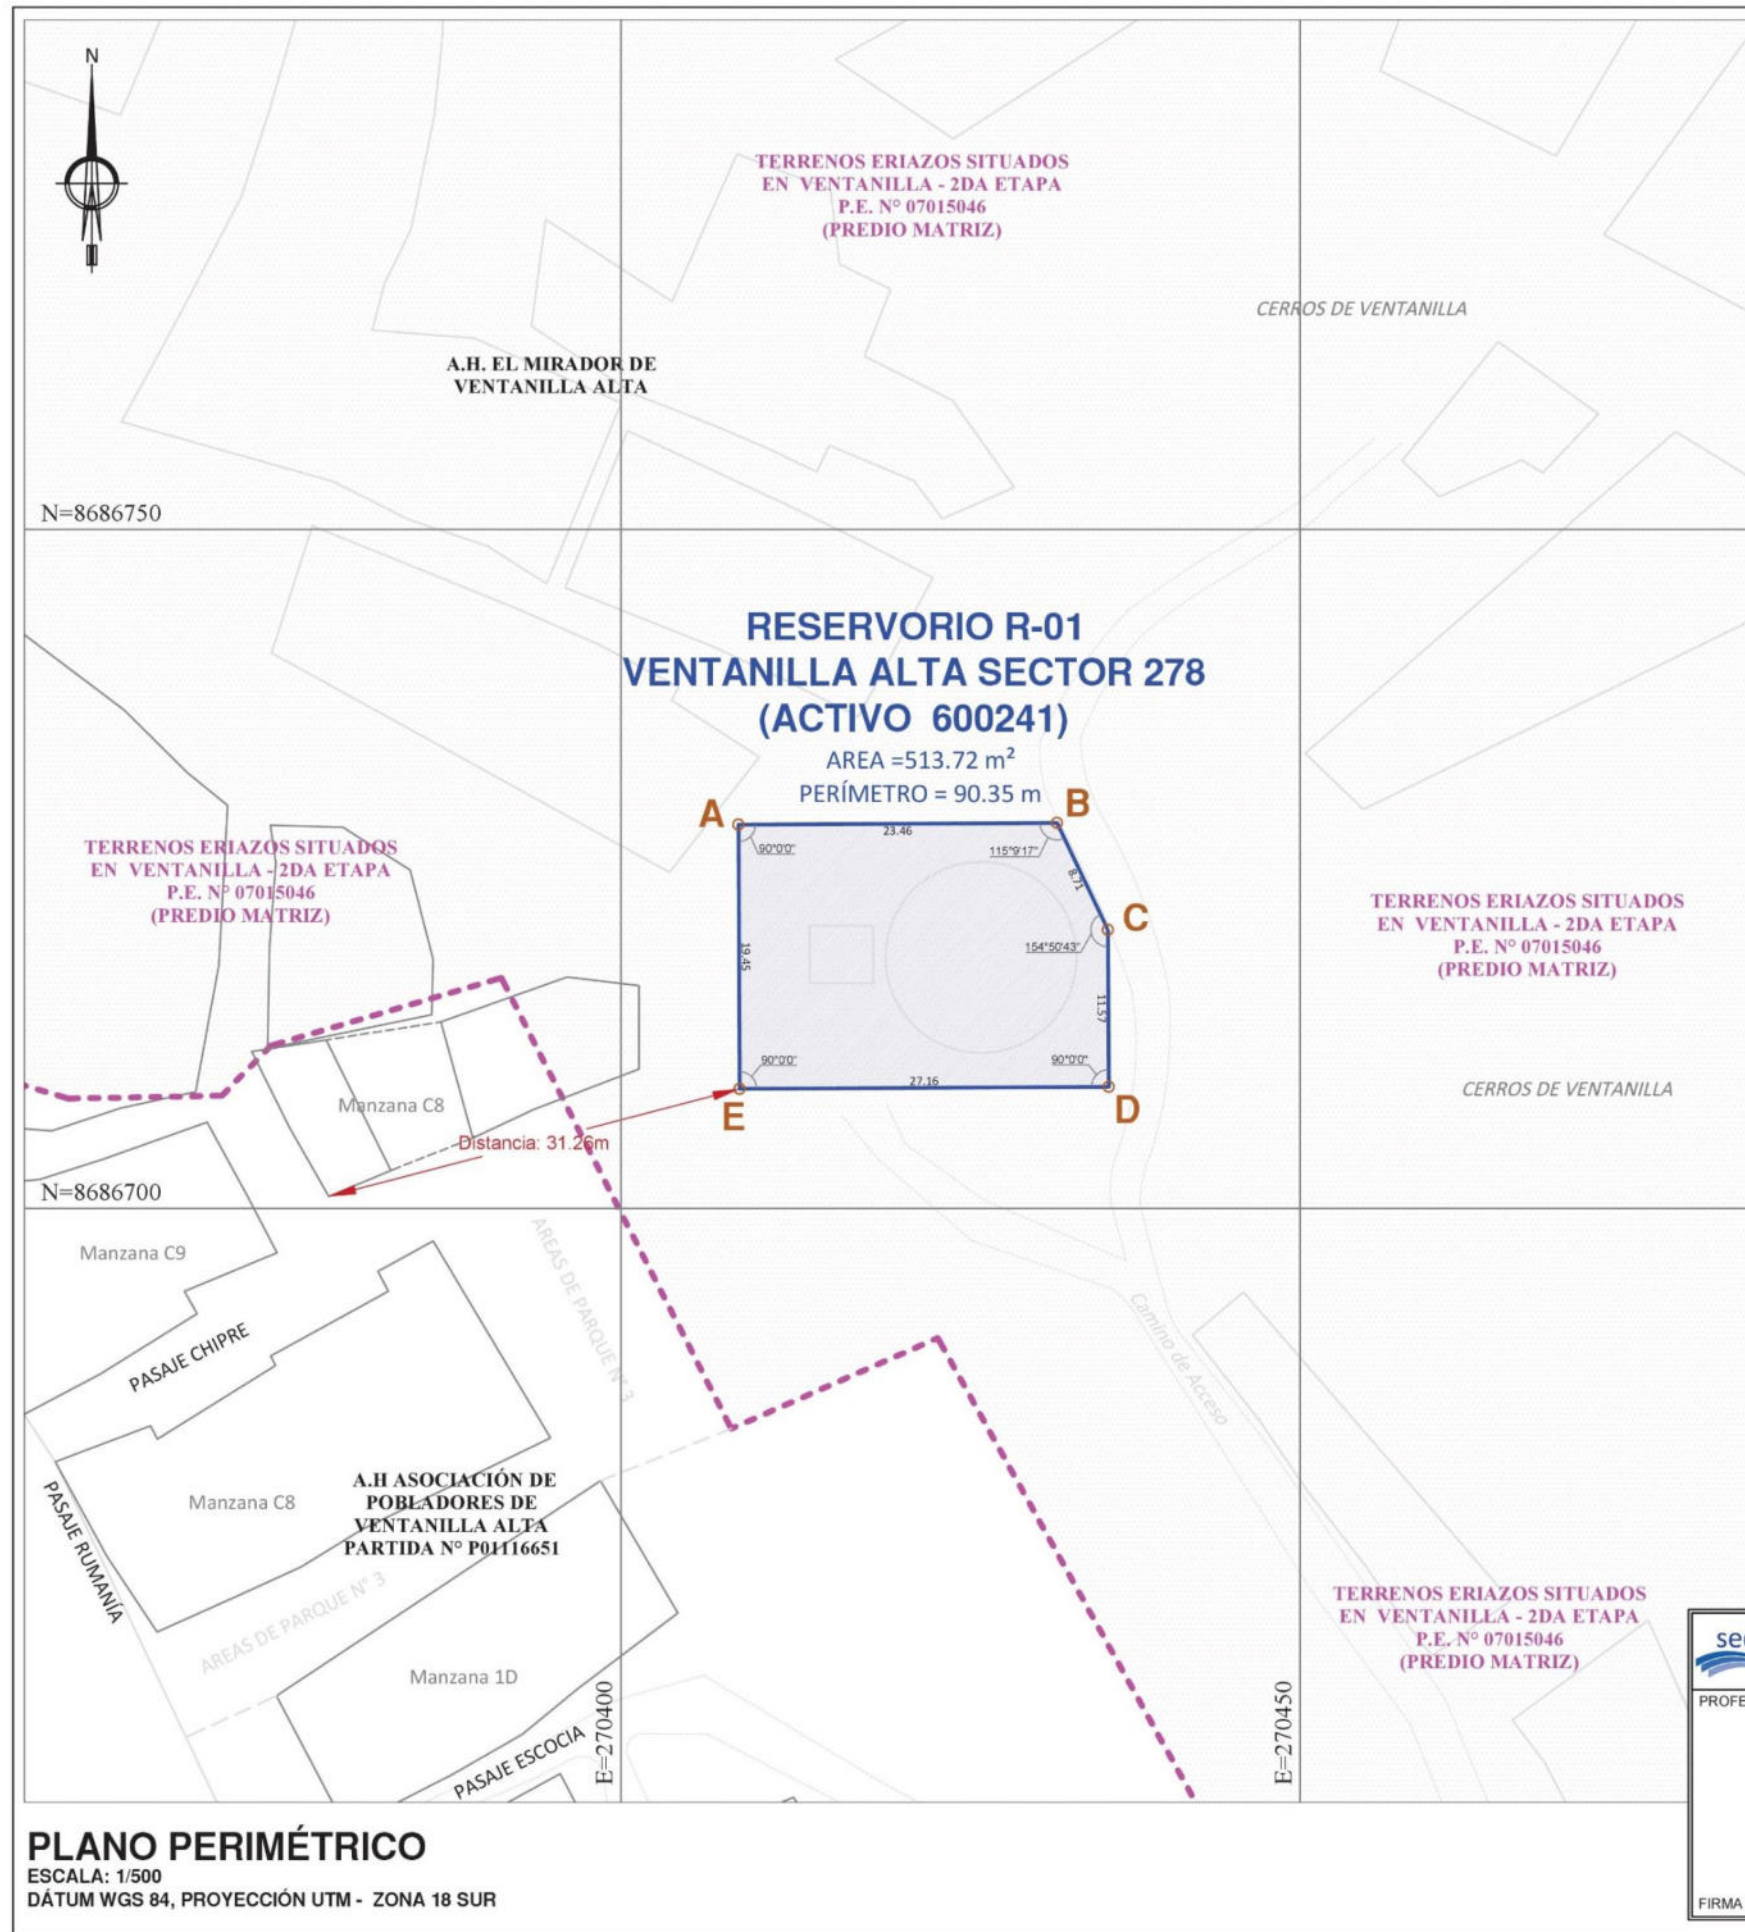 N
TERRENOS ERIAZOS SITUADOS
EN VENTANILLA - 2DA ETAPA
P.E. N° 07015046
(PREDIO MATRIZ)
CERROS DE VENTANILLA
A.H. EL MIRADOR DE
VENTANILLA ALTA
N=8686750
RESERVORIO R-01
VENTANILLA ALTA SECTOR 278
(ACTIVO 600241)
AREA =513.72 m²
PERÍMETRO = 90.35 m
A
B
23.46
90°0'0"
115°9'17"
8.71
C
154°50'43"
19.45
11.57
90°0'0"
90°0'0"
27.16
E
D
TERRENOS ERIAZOS SITUADOS
EN VENTANILLA - 2DA ETAPA
P.E. N° 07015046
(PREDIO MATRIZ)
TERRENOS ERIAZOS SITUADOS
EN VENTANILLA - 2DA ETAPA
P.E. N° 07015046
(PREDIO MATRIZ)
CERROS DE VENTANILLA
Manzana C8
Distancia: 31.26m
N=8686700
Manzana C9
AREAS DE PARQUE N° 3
PASAJE CHIPRE
Camino de Acceso
Manzana C8
A.H ASOCIACIÓN DE
POBLADORES DE
VENTANILLA ALTA
PARTIDA N° P01116651
PASAJE RUMANÍA
AREAS DE PARQUE N° 3
Manzana 1D
PASAJE ESCOCIA
E=270400
E=270450
TERRENOS ERIAZOS SITUADOS
EN VENTANILLA - 2DA ETAPA
P.E. N° 07015046
(PREDIO MATRIZ)
PROFE
FIRMA
PLANO PERIMÉTRICO
ESCALA: 1/500
DÁTUM WGS 84, PROYECCIÓN UTM - ZONA 18 SUR